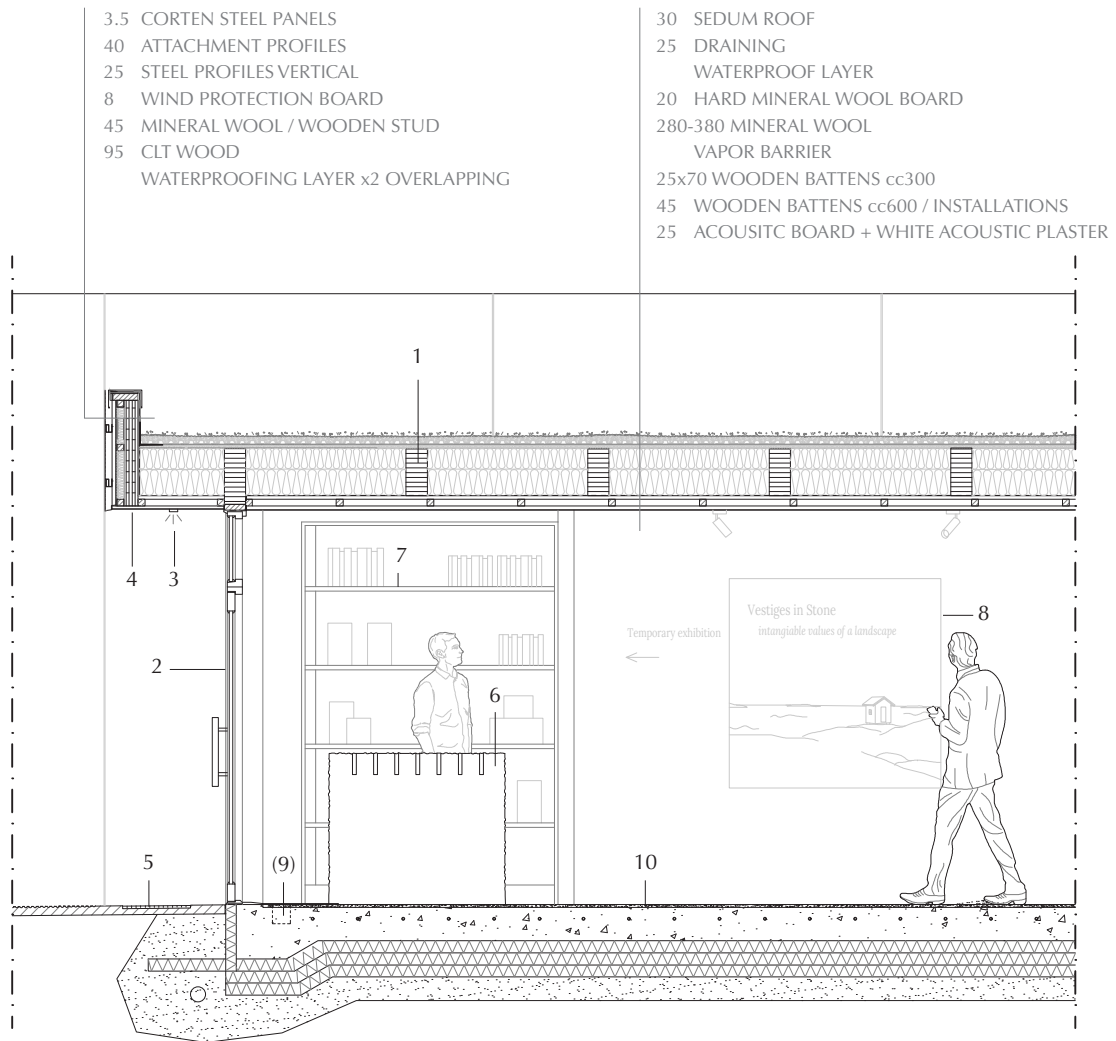 3.5 CORTEN STEEL PANELS
40 ATTACHMENT PROFILES
25 STEEL PROFILES VERTICAL
8 WIND PROTECTION BOARD
45 MINERAL WOOL / WOODEN STUD
95 CLT WOOD
WATERPROOFING LAYER x2 OVERLAPPING
30 SEDUM ROOF
25 DRAINING
WATERPROOF LAYER
20 HARD MINERAL WOOL BOARD
280-380 MINERAL WOOL
VAPOR BARRIER
25x70 WOODEN BATTENS cc300
45 WOODEN BATTENS cc600 / INSTALLATIONS
25 ACOUSITC BOARD + WHITE ACOUSTIC PLASTER
1
4
3
7
2
6
Temporary exhibition
Vestiges in Stone
intangiable values of a landscape
8
5
(9)
10